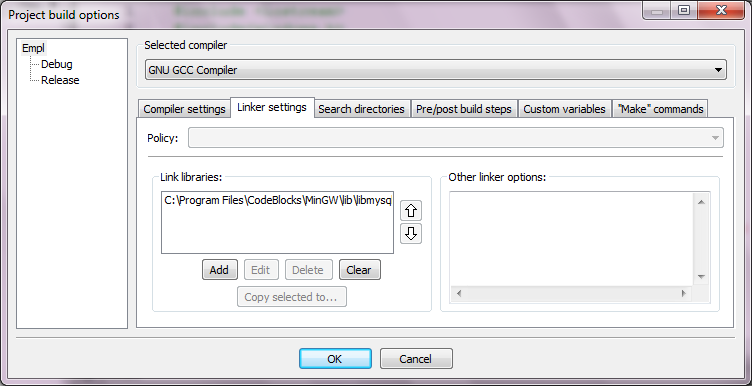 Project build options
Empl
Debug
Release
Selected compiler
GNU GCC Compiler
Compiler settings
Linker settings
Search directories
Pre/post build steps
Custom variables
"Make" commands
Policy:
Link libraries:
C:\Program Files\CodeBlocks\MinGW\lib\libmysq
Add
Edit
Delete
Clear
Copy selected to...
Other linker options:
OK
Cancel